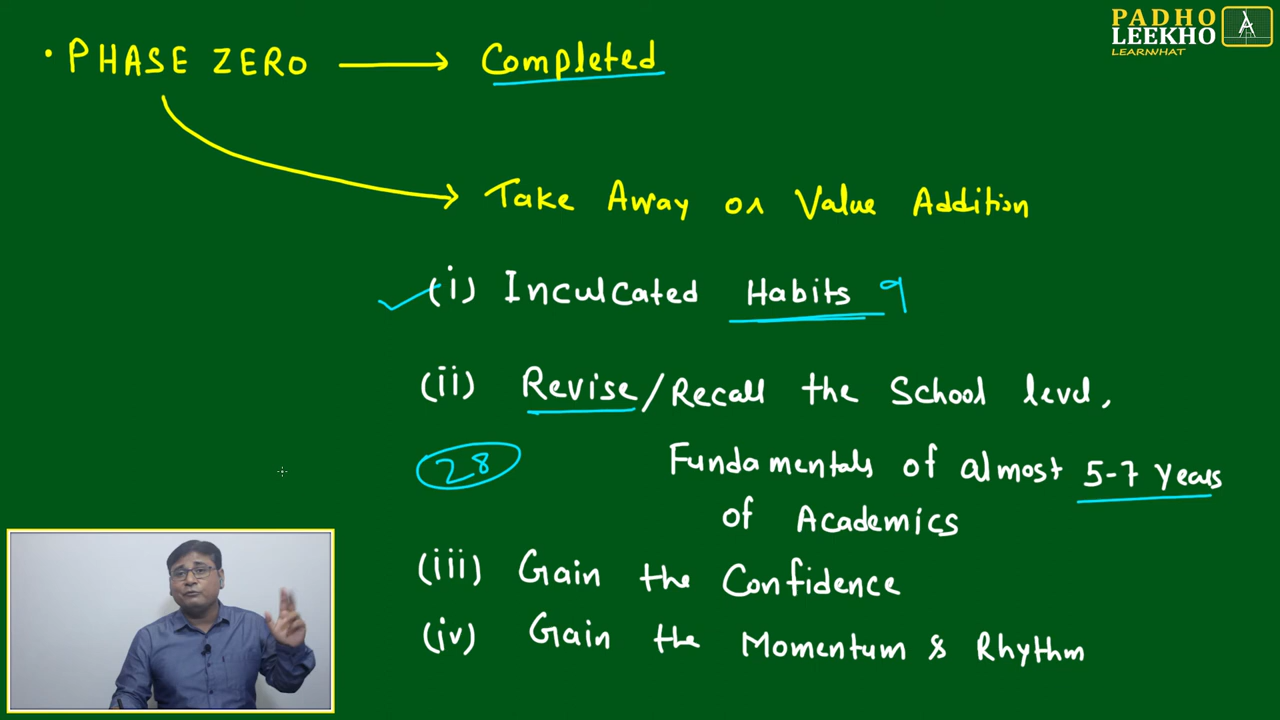 PADHO
LEEKHO
LEARNWHAT
• PHASE ZERO → Completed
Take Away or Value Addition
(i) Inculcated Habits 9
(ii) Revise/Recall the School level,
28 Fundamentals of almost 5-7 Years
of Academics
(iii) Gain the Confidence
(iv) Gain the Momentum & Rhythm